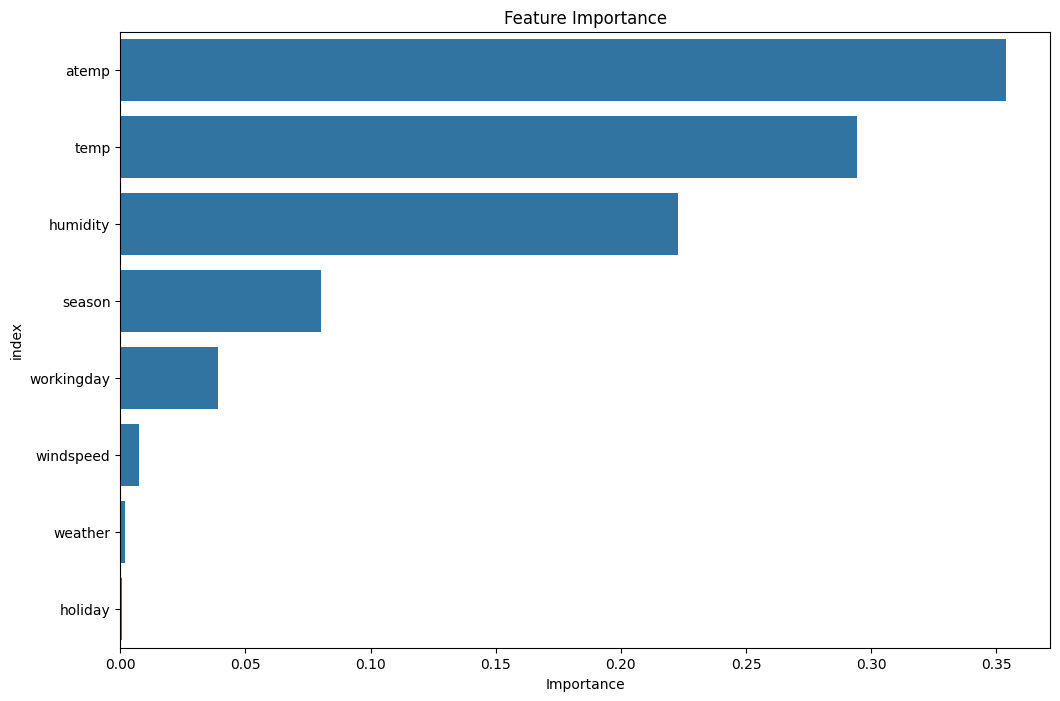 Feature Importance
atemp
temp
humidity
season
workingday
windspeed
weather
holiday
index
0.00 0.05 0.10 0.15 0.20 0.25 0.30 0.35
Importance